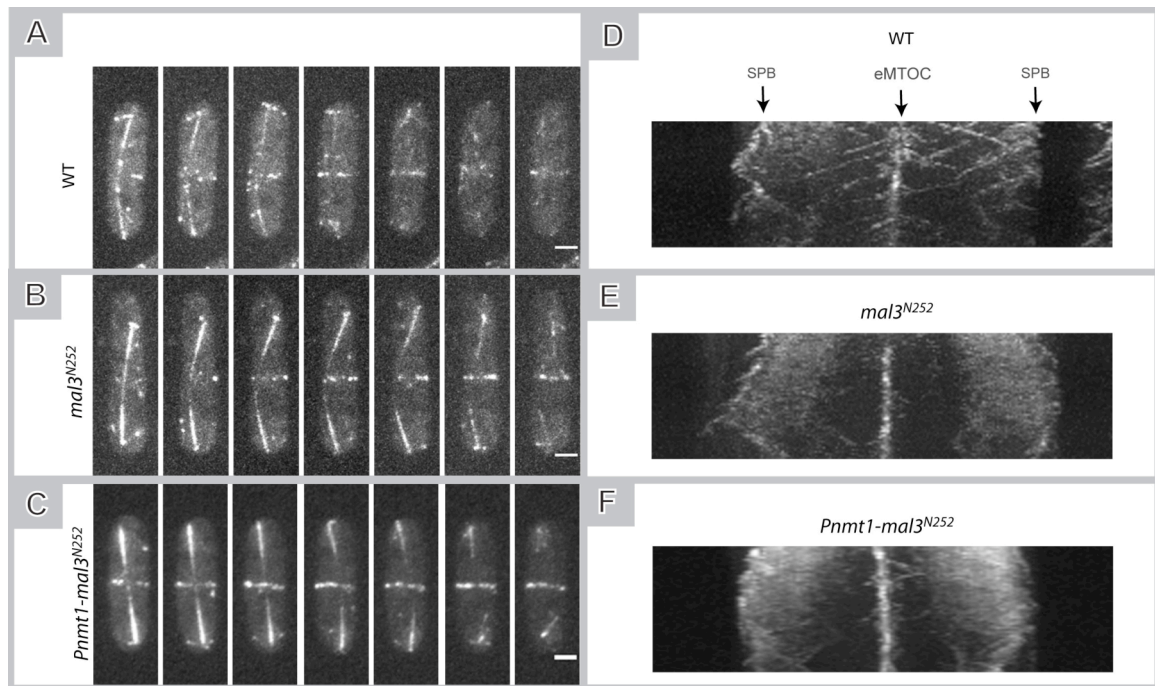 A
WT
B
mal3N252
C
Pnmt1-mal3N252
D
WT
SPB
eMTOC
SPB
E
mal3N252
F
Pnmt1-mal3N252